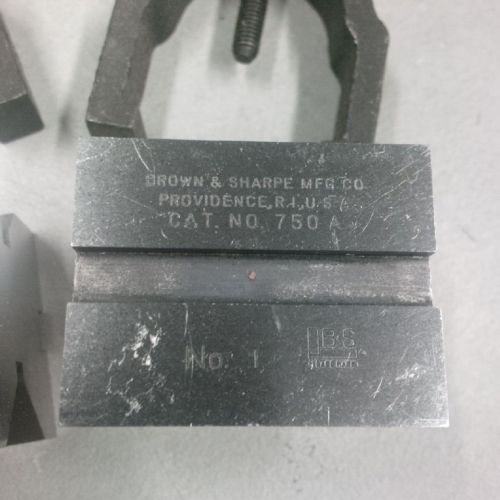 BROWN & SHARPE MFG CO
PROVIDENCE, R.I., U.S.A
CAT. NO. 750 A
No. 1
B&S